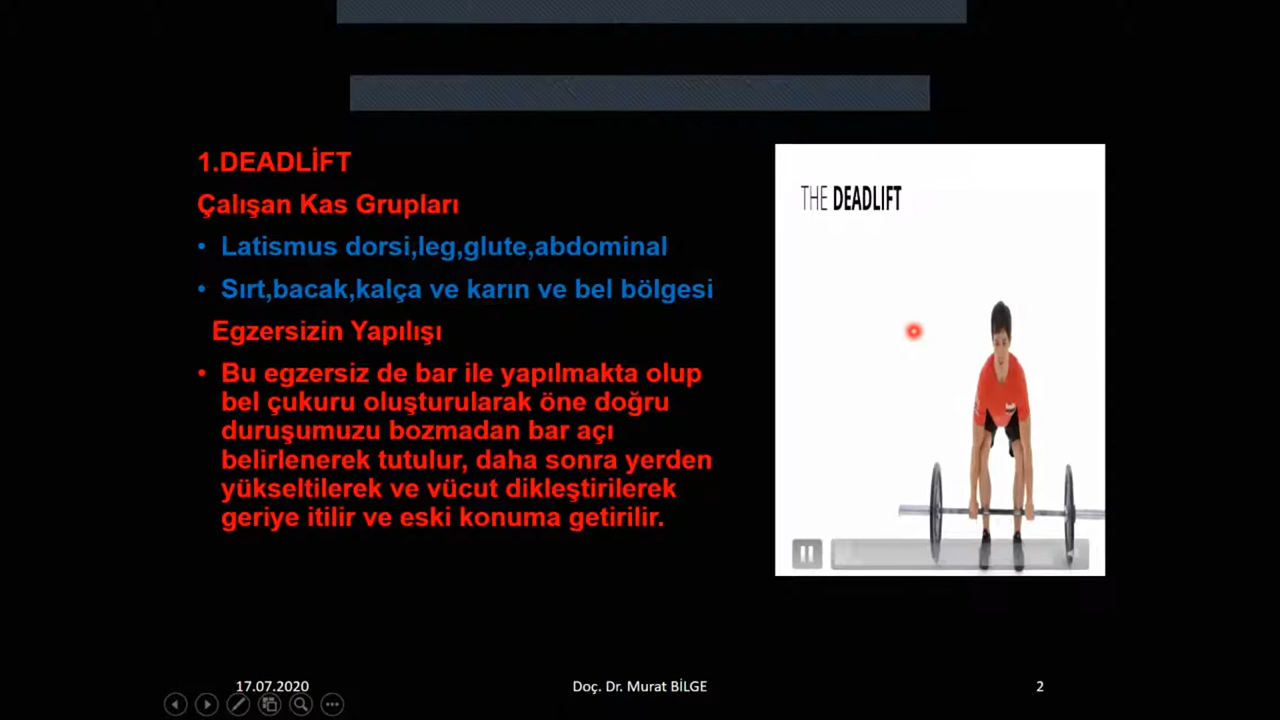 1.DEADLİFT
Çalışan Kas Grupları
• Latismus dorsi,leg,glute,abdominal
• Sırt,bacak,kalça ve karın ve bel bölgesi
Egzersizin Yapılışı
• Bu egzersiz de bar ile yapılmakta olup
bel çukuru oluşturularak öne doğru
duruşumuzu bozmadan bar açı
belirlenerek tutulur, daha sonra yerden
yükseltilerek ve vücut dikleştirilerek
geriye itilir ve eski konuma getirilir.
THE DEADLIFT
17.07.2020
Doç. Dr. Murat BİLGE
2